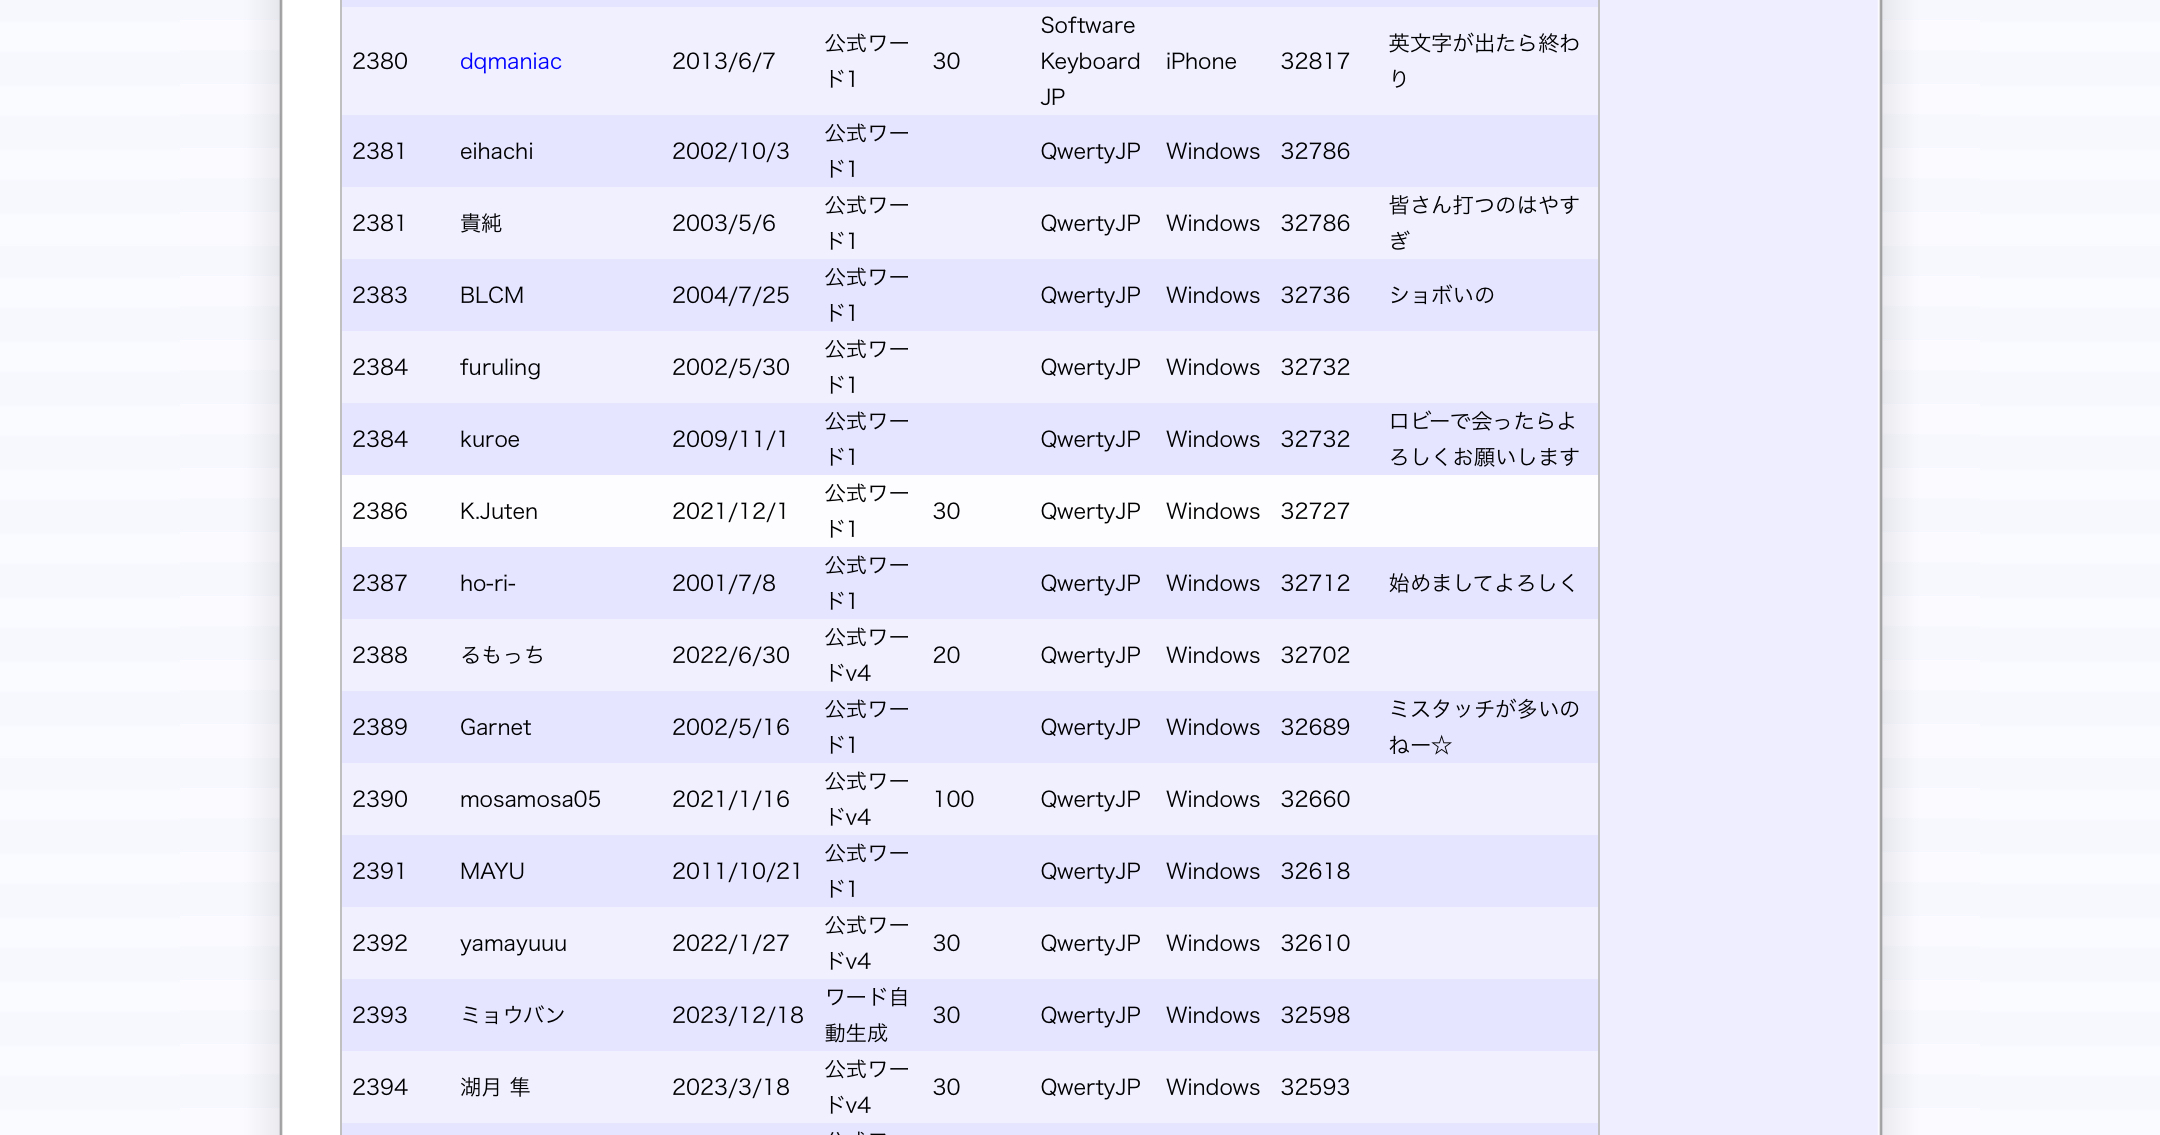 2380 dqmaniac 2013/6/7 公式ワー
ド1 30 Software
Keyboard
JP iPhone 32817 英文字が出たら終わ
り
2381 eihachi 2002/10/3 公式ワー
ド1 QwertyJP Windows 32786
2381 貴純 2003/5/6 公式ワー
ド1 QwertyJP Windows 32786 皆さん打つのはやす
ぎ
2383 BLCM 2004/7/25 公式ワー
ド1 QwertyJP Windows 32736 ショボいの
2384 furuling 2002/5/30 公式ワー
ド1 QwertyJP Windows 32732
2384 kuroe 2009/11/1 公式ワー
ド1 QwertyJP Windows 32732 ロビーで会ったらよ
ろしくお願いします
2386 K.Juten 2021/12/1 公式ワー
ド1 30 QwertyJP Windows 32727
2387 ho-ri- 2001/7/8 公式ワー
ド1 QwertyJP Windows 32712 始めましてよろしく
2388 るもっち 2022/6/30 公式ワー
ドv4 20 QwertyJP Windows 32702
2389 Garnet 2002/5/16 公式ワー
ド1 QwertyJP Windows 32689 ミスタッチが多いの
ねー☆
2390 mosamosa05 2021/1/16 公式ワー
ドv4 100 QwertyJP Windows 32660
2391 MAYU 2011/10/21 公式ワー
ド1 QwertyJP Windows 32618
2392 yamayuuu 2022/1/27 公式ワー
ドv4 30 QwertyJP Windows 32610
2393 ミョウバン 2023/12/18 ワード自
動生成 30 QwertyJP Windows 32598
2394 湖月 隼 2023/3/18 公式ワー
ドv4 30 QwertyJP Windows 32593